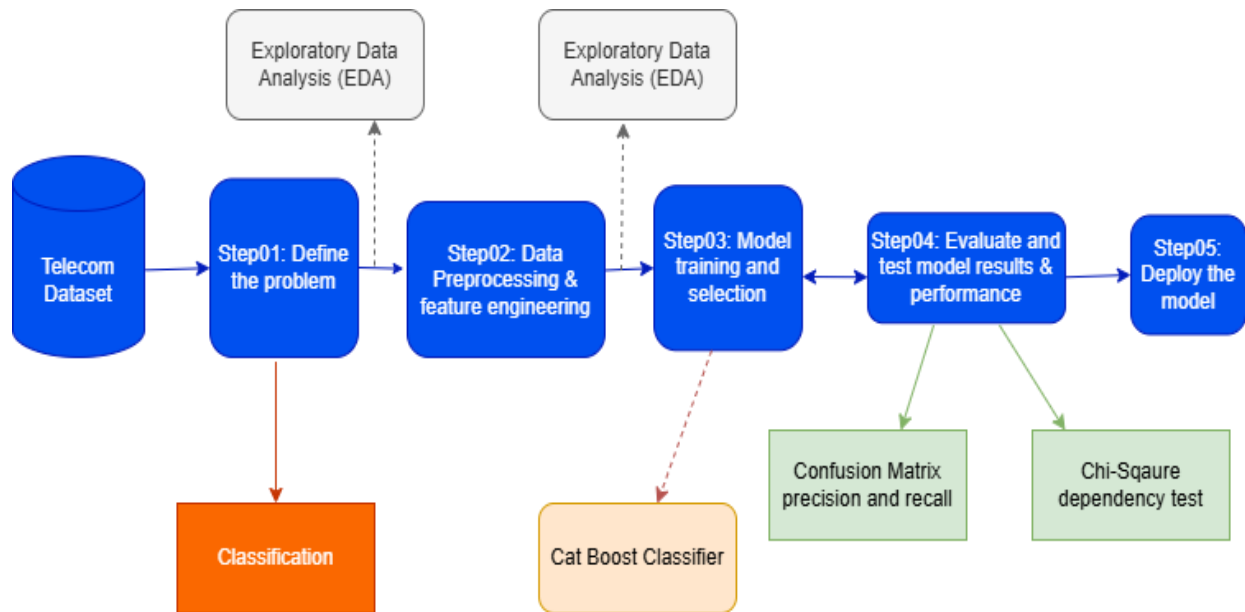 Exploratory Data
Analysis (EDA)
Exploratory Data
Analysis (EDA)
Telecom
Dataset
Step01: Define
the problem
Step02: Data
Preprocessing &
feature engineering
Step03: Model
training and
selection
Step04: Evaluate and
test model results &
performance
Step05:
Deploy the
model
Classification
Cat Boost Classifier
Confusion Matrix
precision and recall
Chi-Sqaure
dependency test